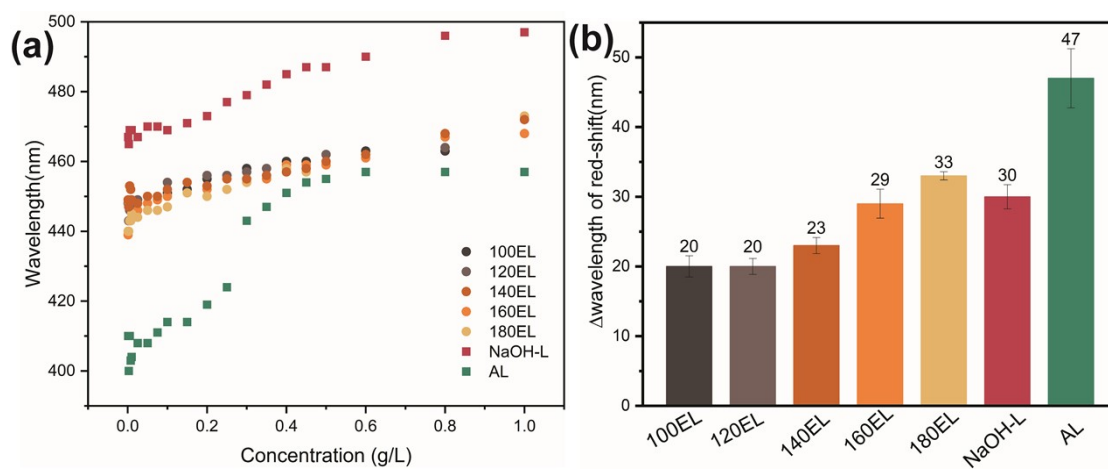 (a)
Wavelength(nm)
500
480
460
440
420
400
0.0 0.2 0.4 0.6 0.8 1.0
Concentration (g/L)
100EL
120EL
140EL
160EL
180EL
NaOH-L
AL
(b)
Δwavelength of red-shift(nm)
50
40
30
20
10
0
20 20 23 29 33 30 47
100EL 120EL 140EL 160EL 180EL NaOH-L AL